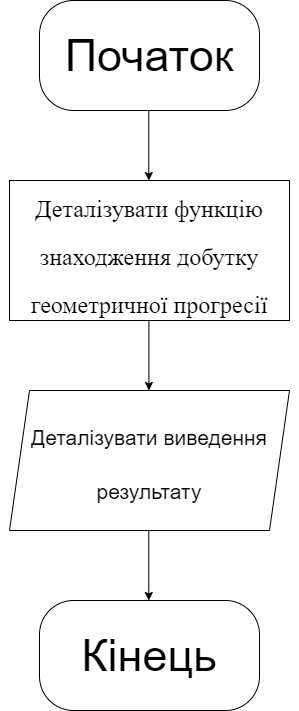 Початок
Деталізувати функцію
знаходження добутку
геометричної прогресії
Деталізувати виведення
результату
Кінець